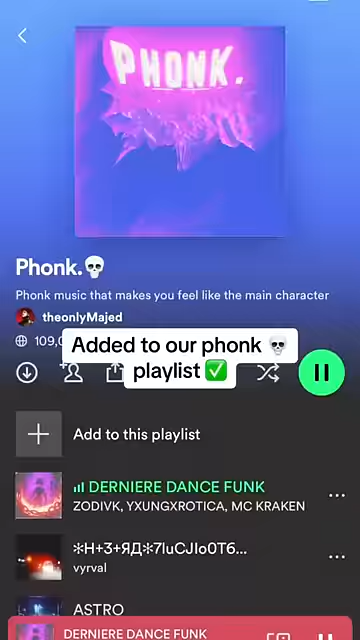 PHONK.
Phonk.💀
Phonk music that makes you feel like the main character
theonlyMajed
109,0
Added to our phonk 💀
playlist ✅
Add to this playlist
DERNIERE DANCE FUNK
ZODIVK, YXUNGXROTICA, MC KRAKEN
vyrval
ASTRO
DERNIERE DANCE FUNK